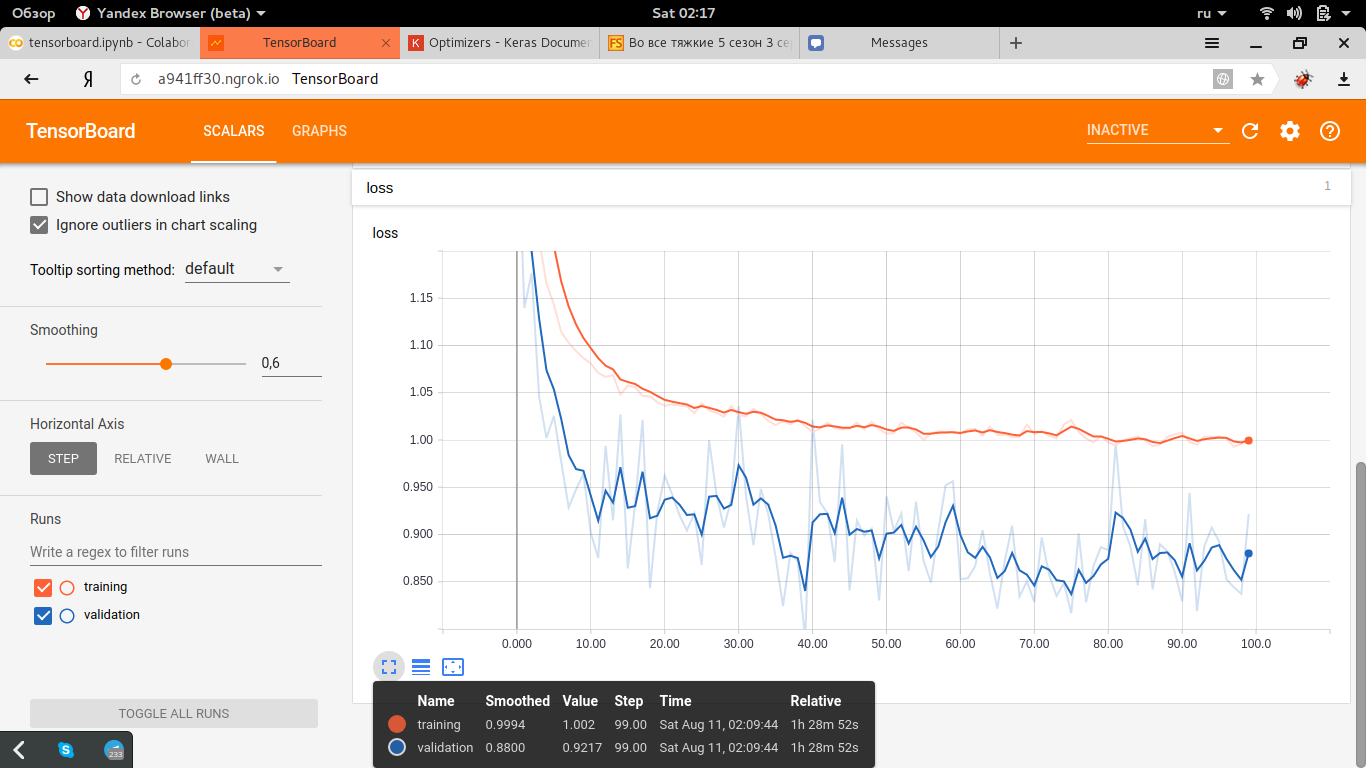 Обзор Yandex Browser (beta) Sat 02:17 ru
tensorboard.ipynb - Colabor TensorBoard Optimizers - Keras Documen Во все тяжкие 5 сезон 3 се Messages
Я a941ff30.ngrok.io TensorBoard
TensorBoard SCALARS GRAPHS INACTIVE
Show data download links
Ignore outliers in chart scaling
Tooltip sorting method: default
Smoothing
0,6
Horizontal Axis
STEP RELATIVE WALL
Runs
Write a regex to filter runs
training
validation
TOGGLE ALL RUNS
233
loss 1
loss
1.15
1.10
1.05
1.00
0.950
0.900
0.850
0.000 10.00 20.00 30.00 40.00 50.00 60.00 70.00 80.00 90.00 100.0
Name Smoothed Value Step Time Relative
training 0.9994 1.002 99.00 Sat Aug 11, 02:09:44 1h 28m 52s
validation 0.8800 0.9217 99.00 Sat Aug 11, 02:09:44 1h 28m 52s